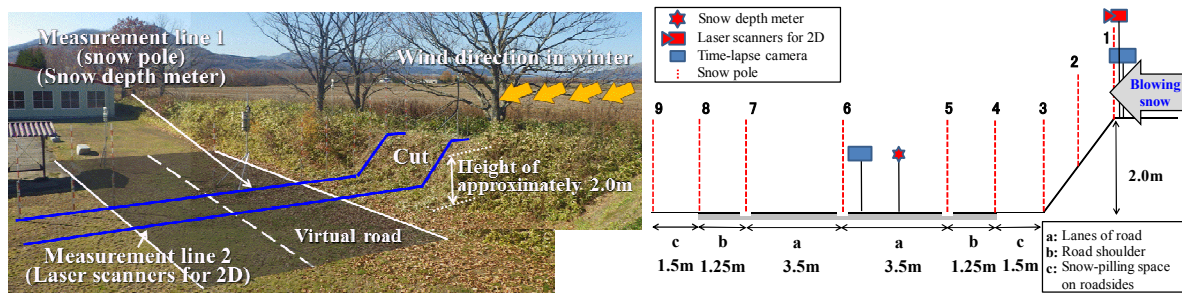 Measurement line 1
(snow pole)
(Snow depth meter)
Wind direction in winter
Cut
Height of
approximately. 2.0m
Virtual road
Measurement line 2
(Laser scanners for 2D)
Snow depth meter
Laser scanners for 2D
Time-lapse camera
Snow pole
1
2
9 8 7 6 5 4 3
Blowing
snow
2.0m
c b a a b c
1.5m 1.25m 3.5m 3.5m 1.25m 1.5m
a: Lanes of road
b: Road shoulder
c: Snow-pilling space
on roadsides